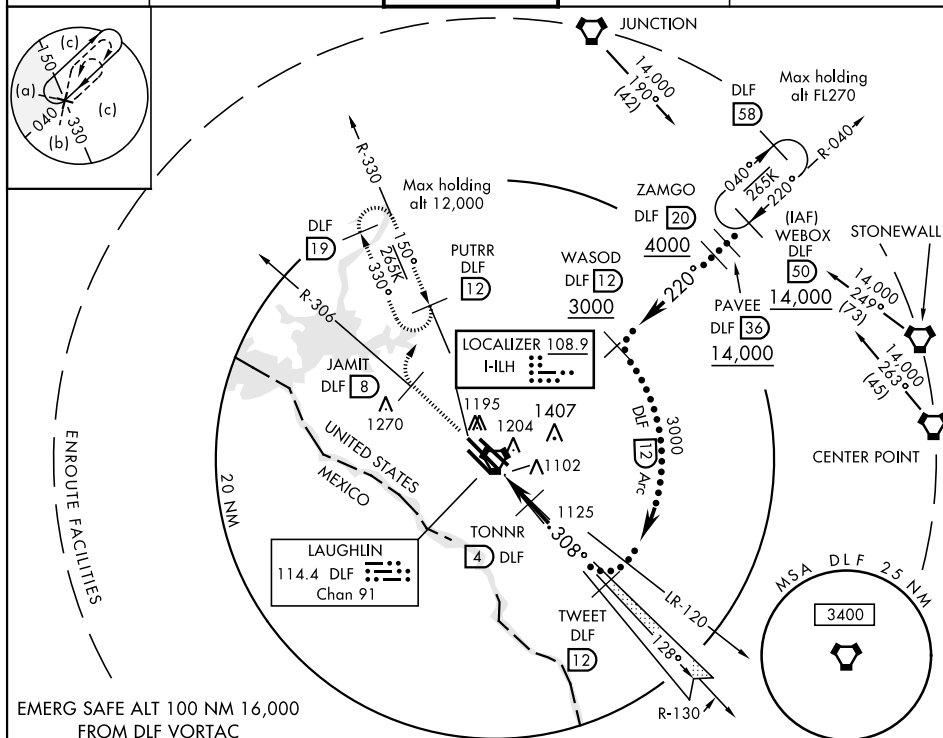 JUNCTION
14,000
190°
(42)
Max holding
alt FL270
DLF
58
R-040
040°
265K
220°
150
(c)
(a)
(c)
040
330
(b)
R-330
Max holding
alt 12,000
DLF
19
150°
265K
330°
PUTRR
DLF
12
ZAMGO
DLF 20
4000
WASOD
DLF 12
3000
220°
(IAF)
WEBOX
DLF
50
14,000
STONEWALL
14,000
249°
(73)
PAVEE
DLF 36
14,000
14,000
263°
(45)
CENTER POINT
R-306
JAMIT
DLF 8
1270
LOCALIZER 108.9
I-ILH
1195
1204
1407
1102
3000
DLF 12 Arc
UNITED STATES
MEXICO
ENROUTE FACILITIES
20 NM
1125
308°
TONNR
4 DLF
LAUGHLIN
114.4 DLF
Chan 91
TWEET
DLF
12
LR-120
128°
R-130
MSA DLF 25 NM
3400
EMERG SAFE ALT 100 NM 16,000
FROM DLF VORTAC